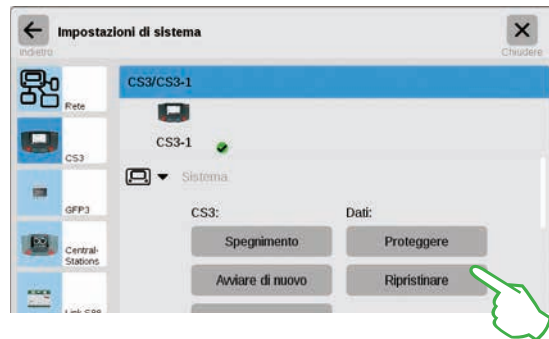 Impostazioni di sistema
Indietro
Chiudere
Rete
CS3
GFP3
Central-
Stations
Link S88
CS3/CS3-1
CS3-1
Sistema
CS3:
Dati:
Spegnimento
Proteggere
Avviare di nuovo
Ripristinare